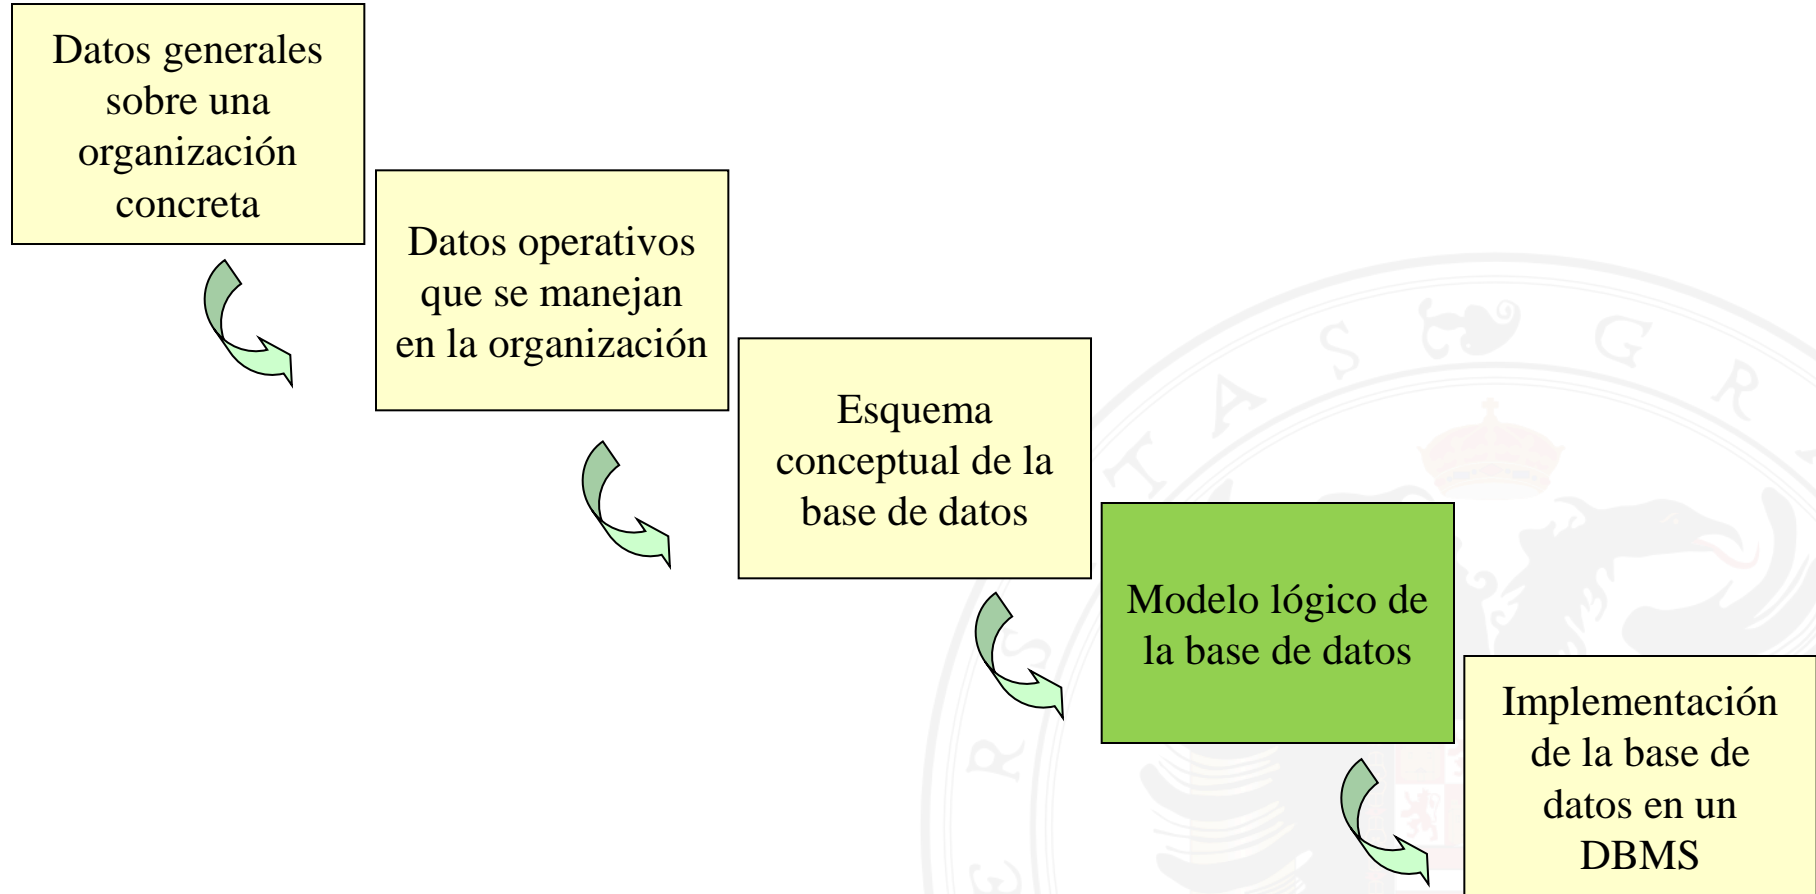 Datos generales
sobre una
organización
concreta
Datos operativos
que se manejan
en la organización
Esquema
conceptual de la
base de datos
Modelo lógico de
la base de datos
Implementación
de la base de
datos en un
DBMS